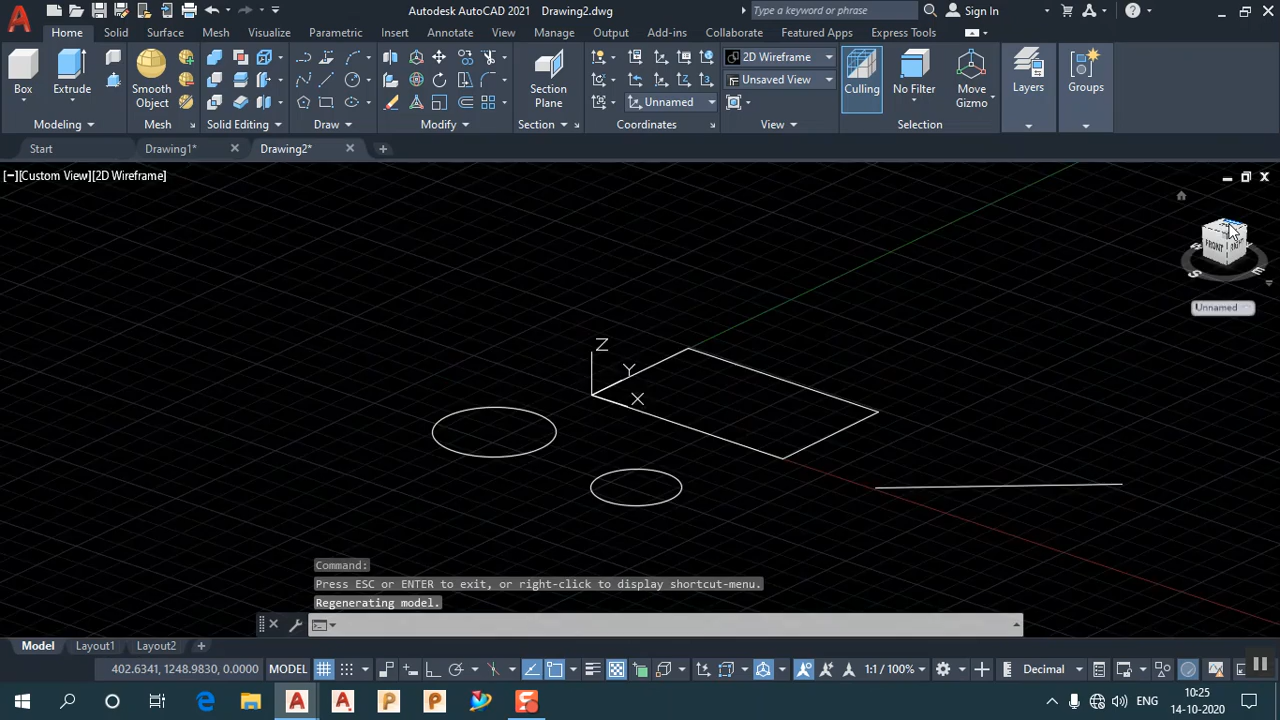 Autodesk AutoCAD 2021 Drawing2.dwg
Type a keyword or phrase
Sign In
Home Solid Surface Mesh Visualize Parametric Insert Annotate View Manage Output Add-ins Collaborate Featured Apps Express Tools
Box
Extrude
Smooth
Object
Section
Plane
Unnamed
2D Wireframe
Unsaved View
Culling
No Filter
Move
Gizmo
Layers
Groups
Modeling Mesh Solid Editing Draw Modify Section Coordinates View Selection
Start Drawing1* Drawing2*
[−][Custom View][2D Wireframe]
FRONT
S
E
Unnamed
Z
Y
X
Command:
Press ESC or ENTER to exit, or right-click to display shortcut-menu.
Regenerating model.
Model Layout1 Layout2
402.6341, 1248.9830, 0.0000 MODEL 1:1 / 100% Decimal
ENG
10:25
14-10-2020